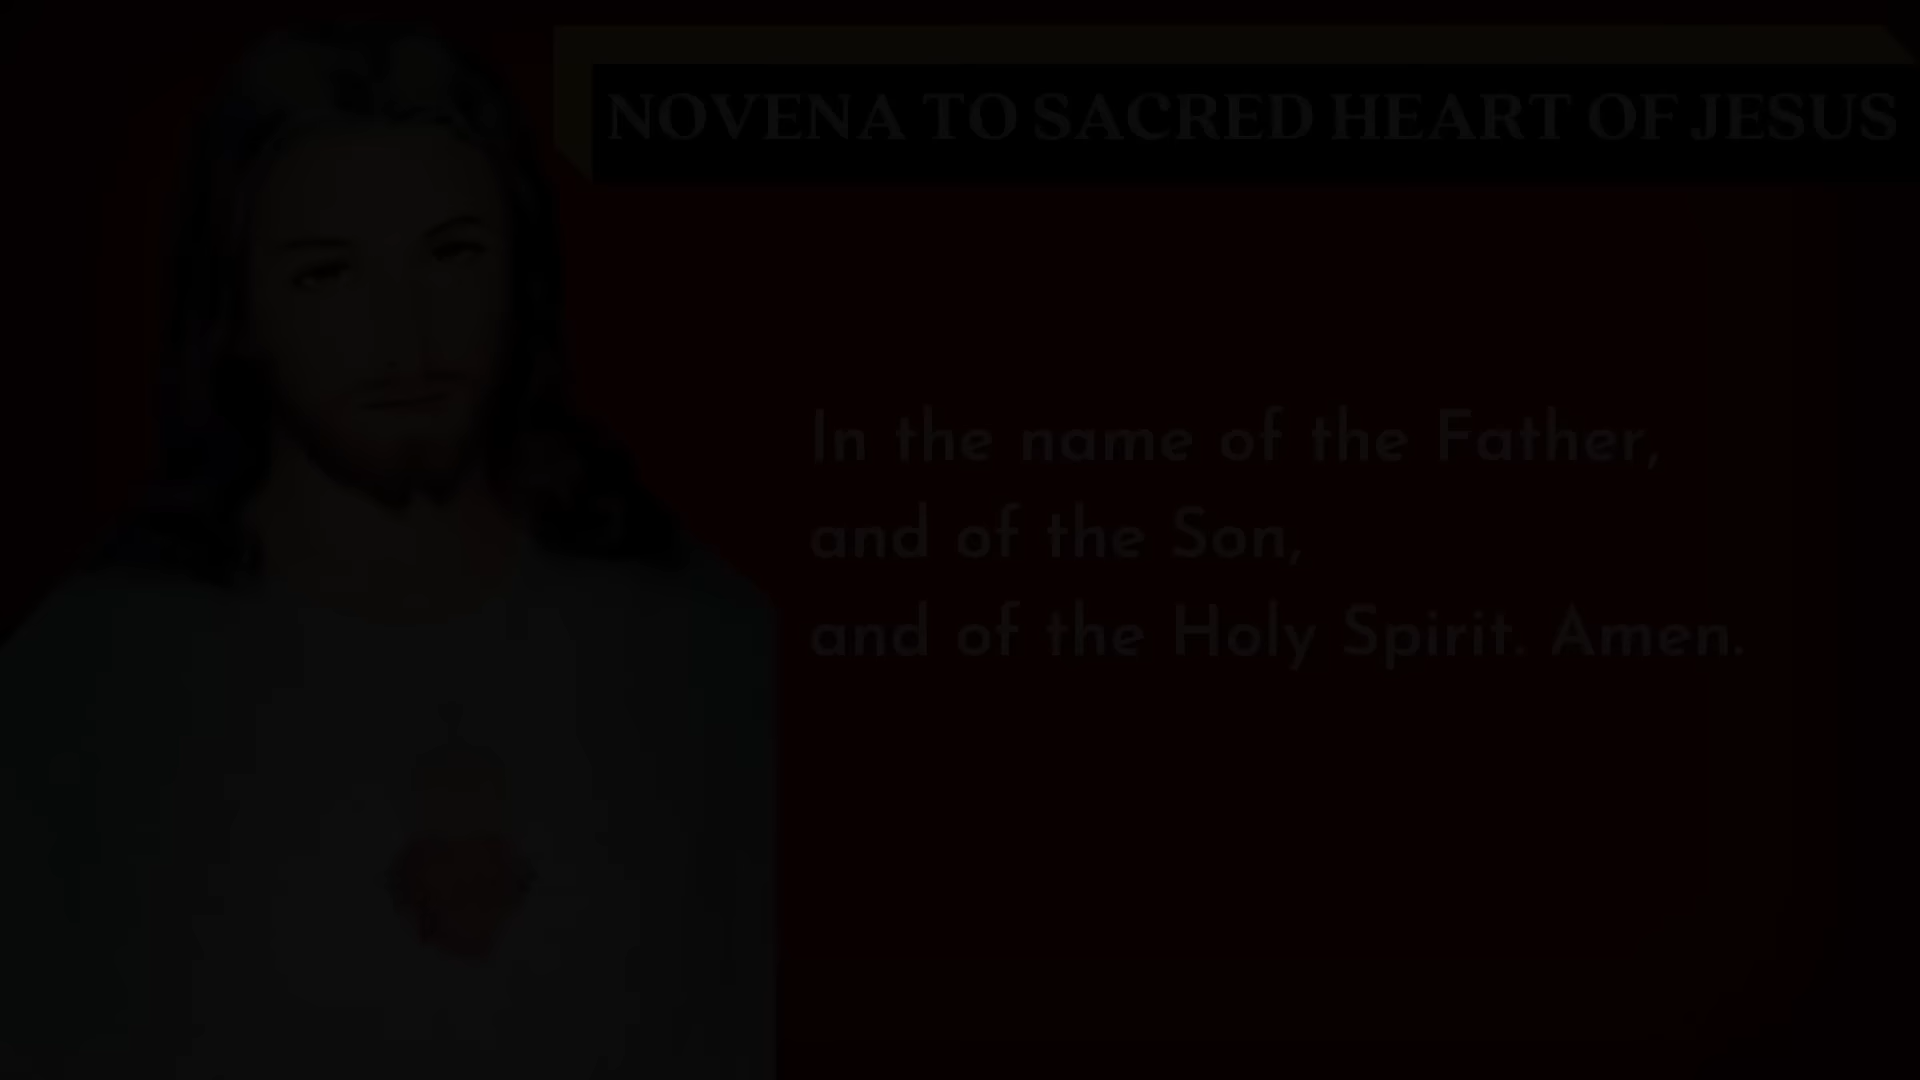 NOVENA TO SACRED HEART OF JESUS
In the name of the Father,
and of the Son,
and of the Holy Spirit. Amen.